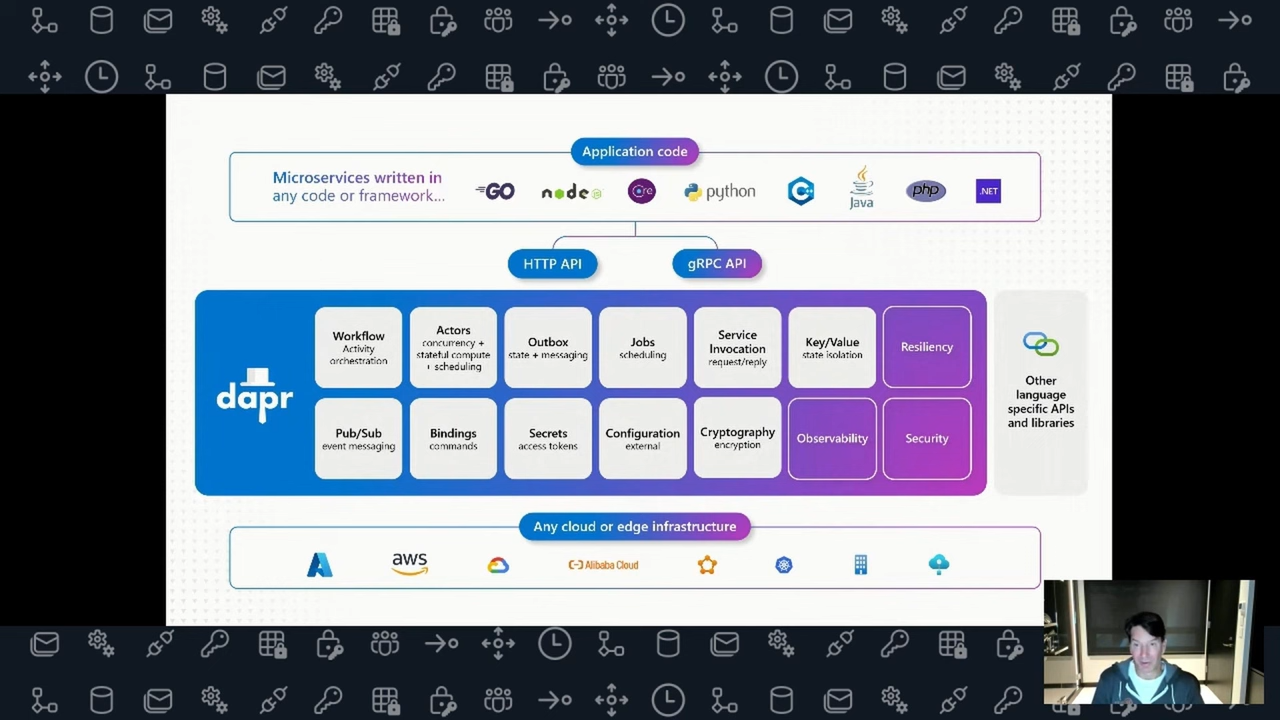 Application code
Microservices written in
any code or framework...
GO
node
Core
python
C++
Java
php
.NET
HTTP API
gRPC API
dapr
Workflow
Activity
orchestration
Actors
concurrency +
stateful compute
+ scheduling
Outbox
state + messaging
Jobs
scheduling
Service
Invocation
request/reply
Key/Value
state isolation
Resiliency
Pub/Sub
event messaging
Bindings
commands
Secrets
access tokens
Configuration
external
Cryptography
encryption
Observability
Security
Other
language
specific APIs
and libraries
Any cloud or edge infrastructure
aws
Alibaba Cloud